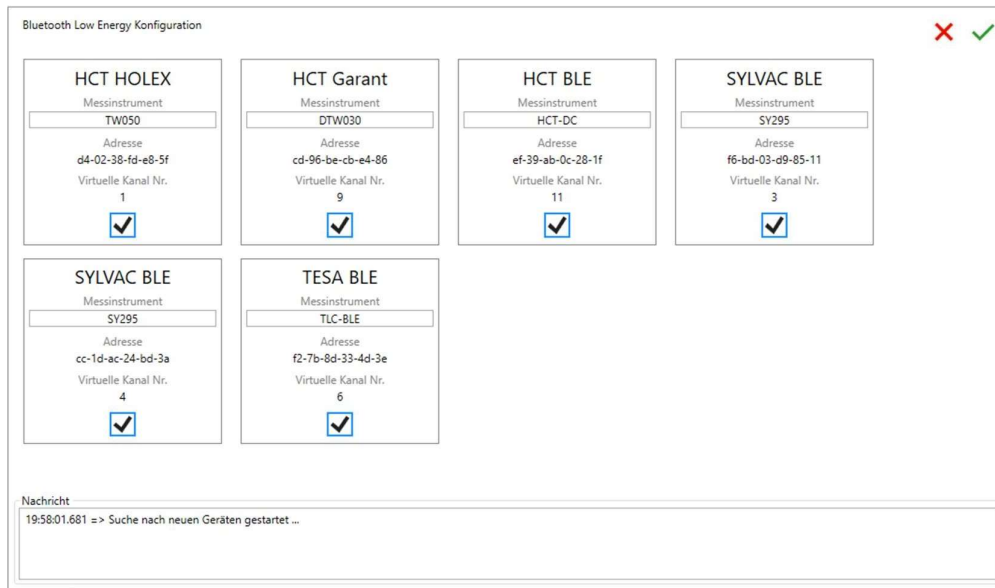 Bluetooth Low Energy Konfiguration
HCT HOLEX
Messinstrument
TW050
Adresse
d4-02-38-fd-e8-5f
Virtuelle Kanal Nr.
1
HCT Garant
Messinstrument
DTW030
Adresse
cd-96-be-cb-e4-86
Virtuelle Kanal Nr.
9
HCT BLE
Messinstrument
HCT-DC
Adresse
ef-39-ab-0c-28-1f
Virtuelle Kanal Nr.
11
SYLVAC BLE
Messinstrument
SY295
Adresse
f6-bd-03-d9-85-11
Virtuelle Kanal Nr.
3
SYLVAC BLE
Messinstrument
SY295
Adresse
cc-1d-ac-24-bd-3a
Virtuelle Kanal Nr.
4
TESA BLE
Messinstrument
TLC-BLE
Adresse
f2-7b-8d-33-4d-3e
Virtuelle Kanal Nr.
6
Nachricht
19:58:01.681 => Suche nach neuen Geräten gestartet ...